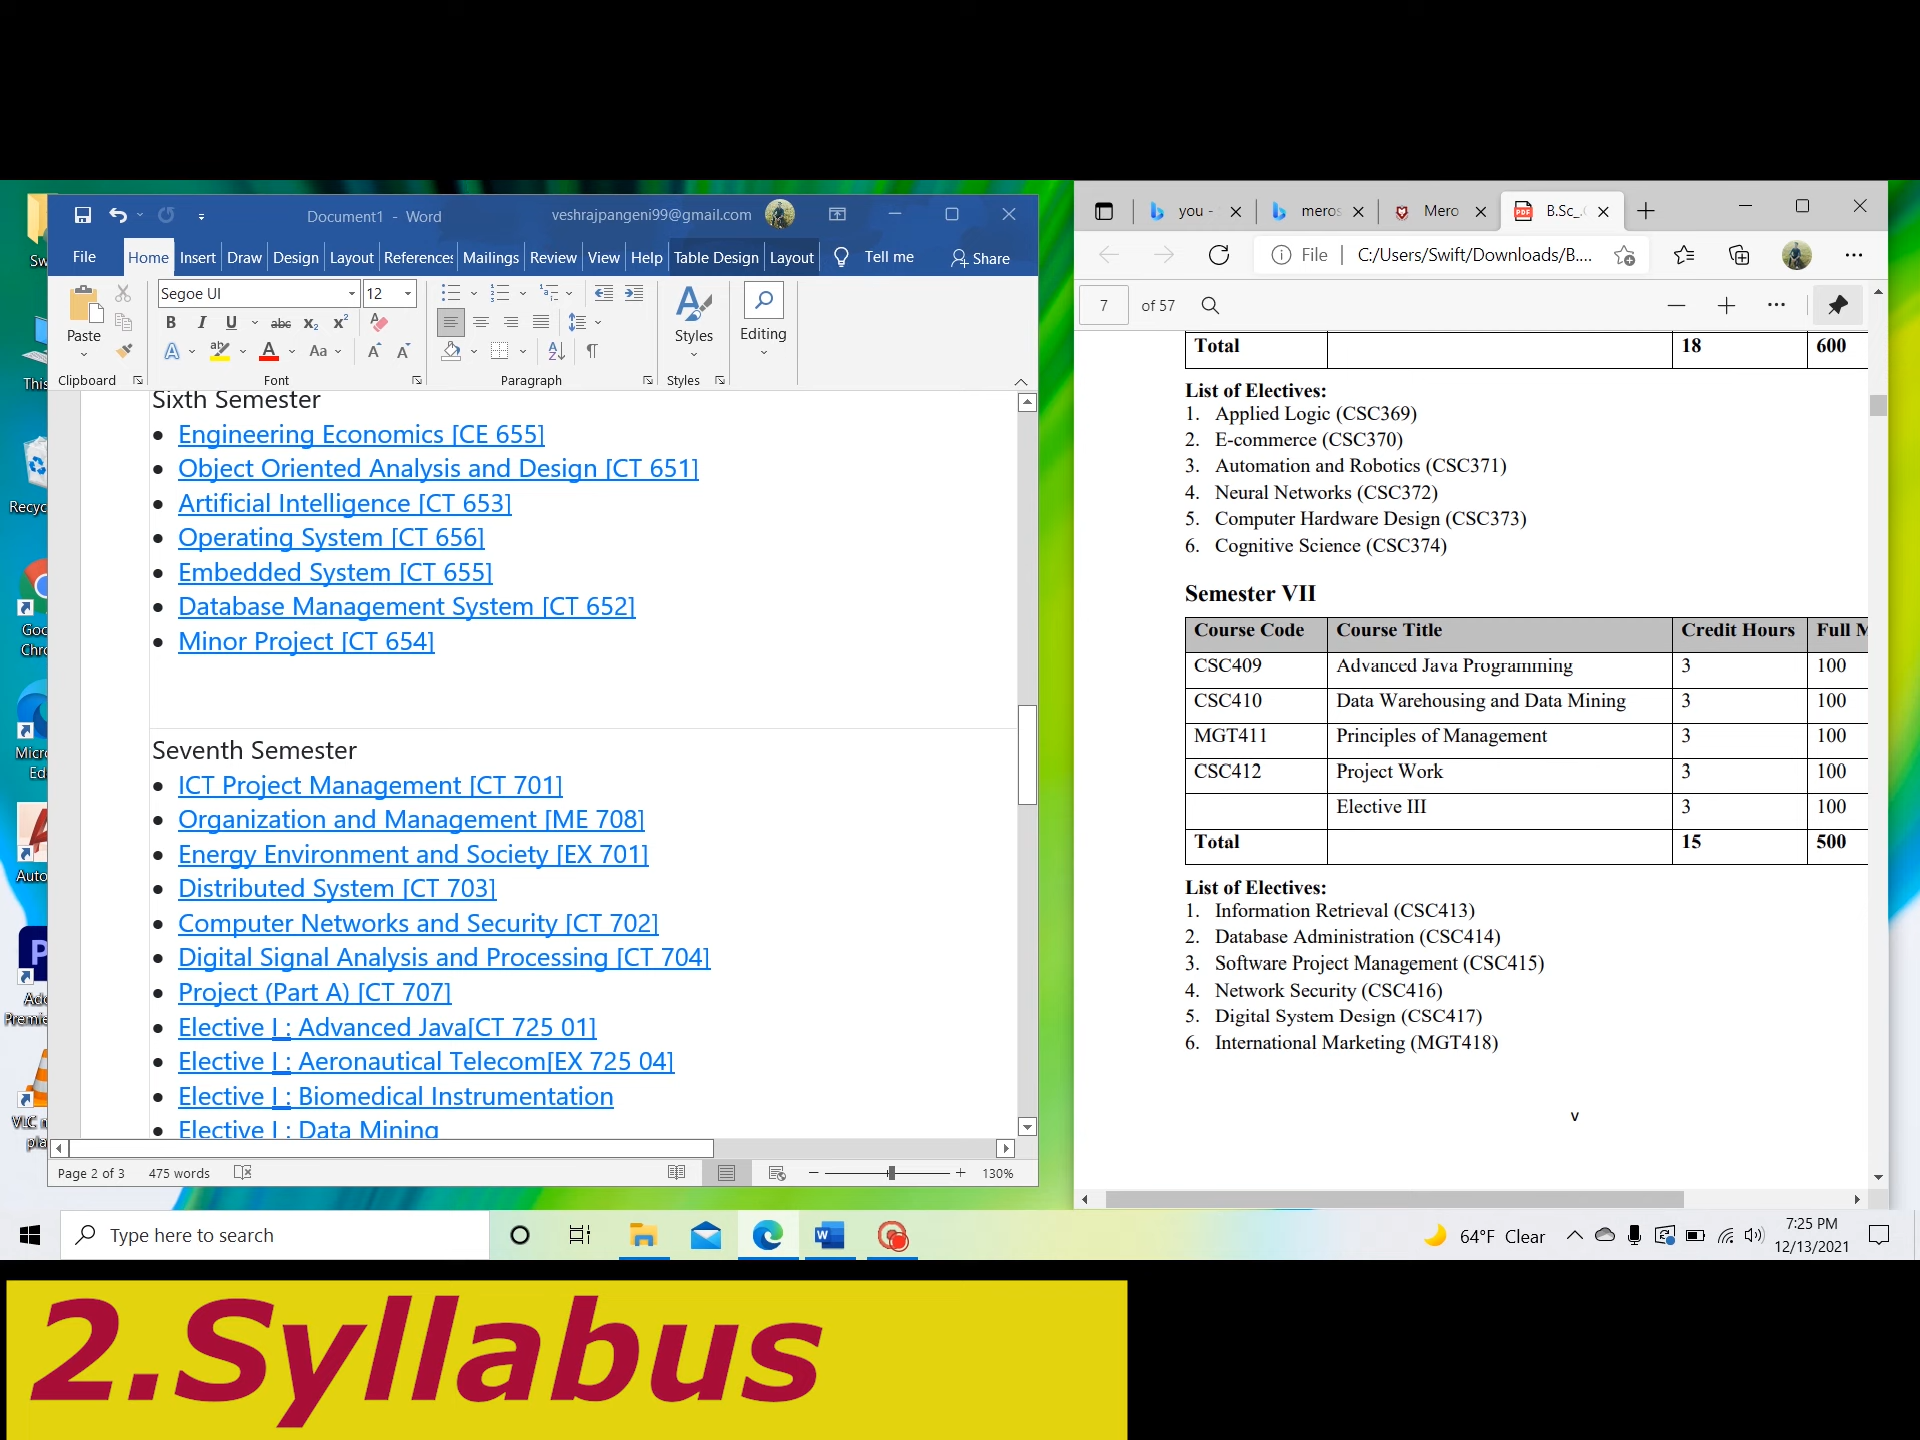 Document1 - Word
veshrajpangeni99@gmail.com
File Home Insert Draw Design Layout References Mailings Review View Help Table Design Layout Tell me Share
Segoe UI 12
Paste
Styles
Editing
Clipboard Font Paragraph Styles
Sixth Semester
Engineering Economics [CE 655]
Object Oriented Analysis and Design [CT 651]
Artificial Intelligence [CT 653]
Operating System [CT 656]
Embedded System [CT 655]
Database Management System [CT 652]
Minor Project [CT 654]
Seventh Semester
ICT Project Management [CT 701]
Organization and Management [ME 708]
Energy Environment and Society [EX 701]
Distributed System [CT 703]
Computer Networks and Security [CT 702]
Digital Signal Analysis and Processing [CT 704]
Project (Part A) [CT 707]
Elective I : Advanced Java[CT 725 01]
Elective I : Aeronautical Telecom[EX 725 04]
Elective I : Biomedical Instrumentation
Elective I : Data Mining
Page 2 of 3 475 words 130%
you - meros Mero B.Sc_.
File C:/Users/Swift/Downloads/B....
7 of 57
Total 18 600
List of Electives:
1. Applied Logic (CSC369)
2. E-commerce (CSC370)
3. Automation and Robotics (CSC371)
4. Neural Networks (CSC372)
5. Computer Hardware Design (CSC373)
6. Cognitive Science (CSC374)
Semester VII
Course Code Course Title Credit Hours Full M
CSC409 Advanced Java Programming 3 100
CSC410 Data Warehousing and Data Mining 3 100
MGT411 Principles of Management 3 100
CSC412 Project Work 3 100
Elective III 3 100
Total 15 500
List of Electives:
1. Information Retrieval (CSC413)
2. Database Administration (CSC414)
3. Software Project Management (CSC415)
4. Network Security (CSC416)
5. Digital System Design (CSC417)
6. International Marketing (MGT418)
v
Type here to search
64°F Clear
7:25 PM
12/13/2021
2.Syllabus